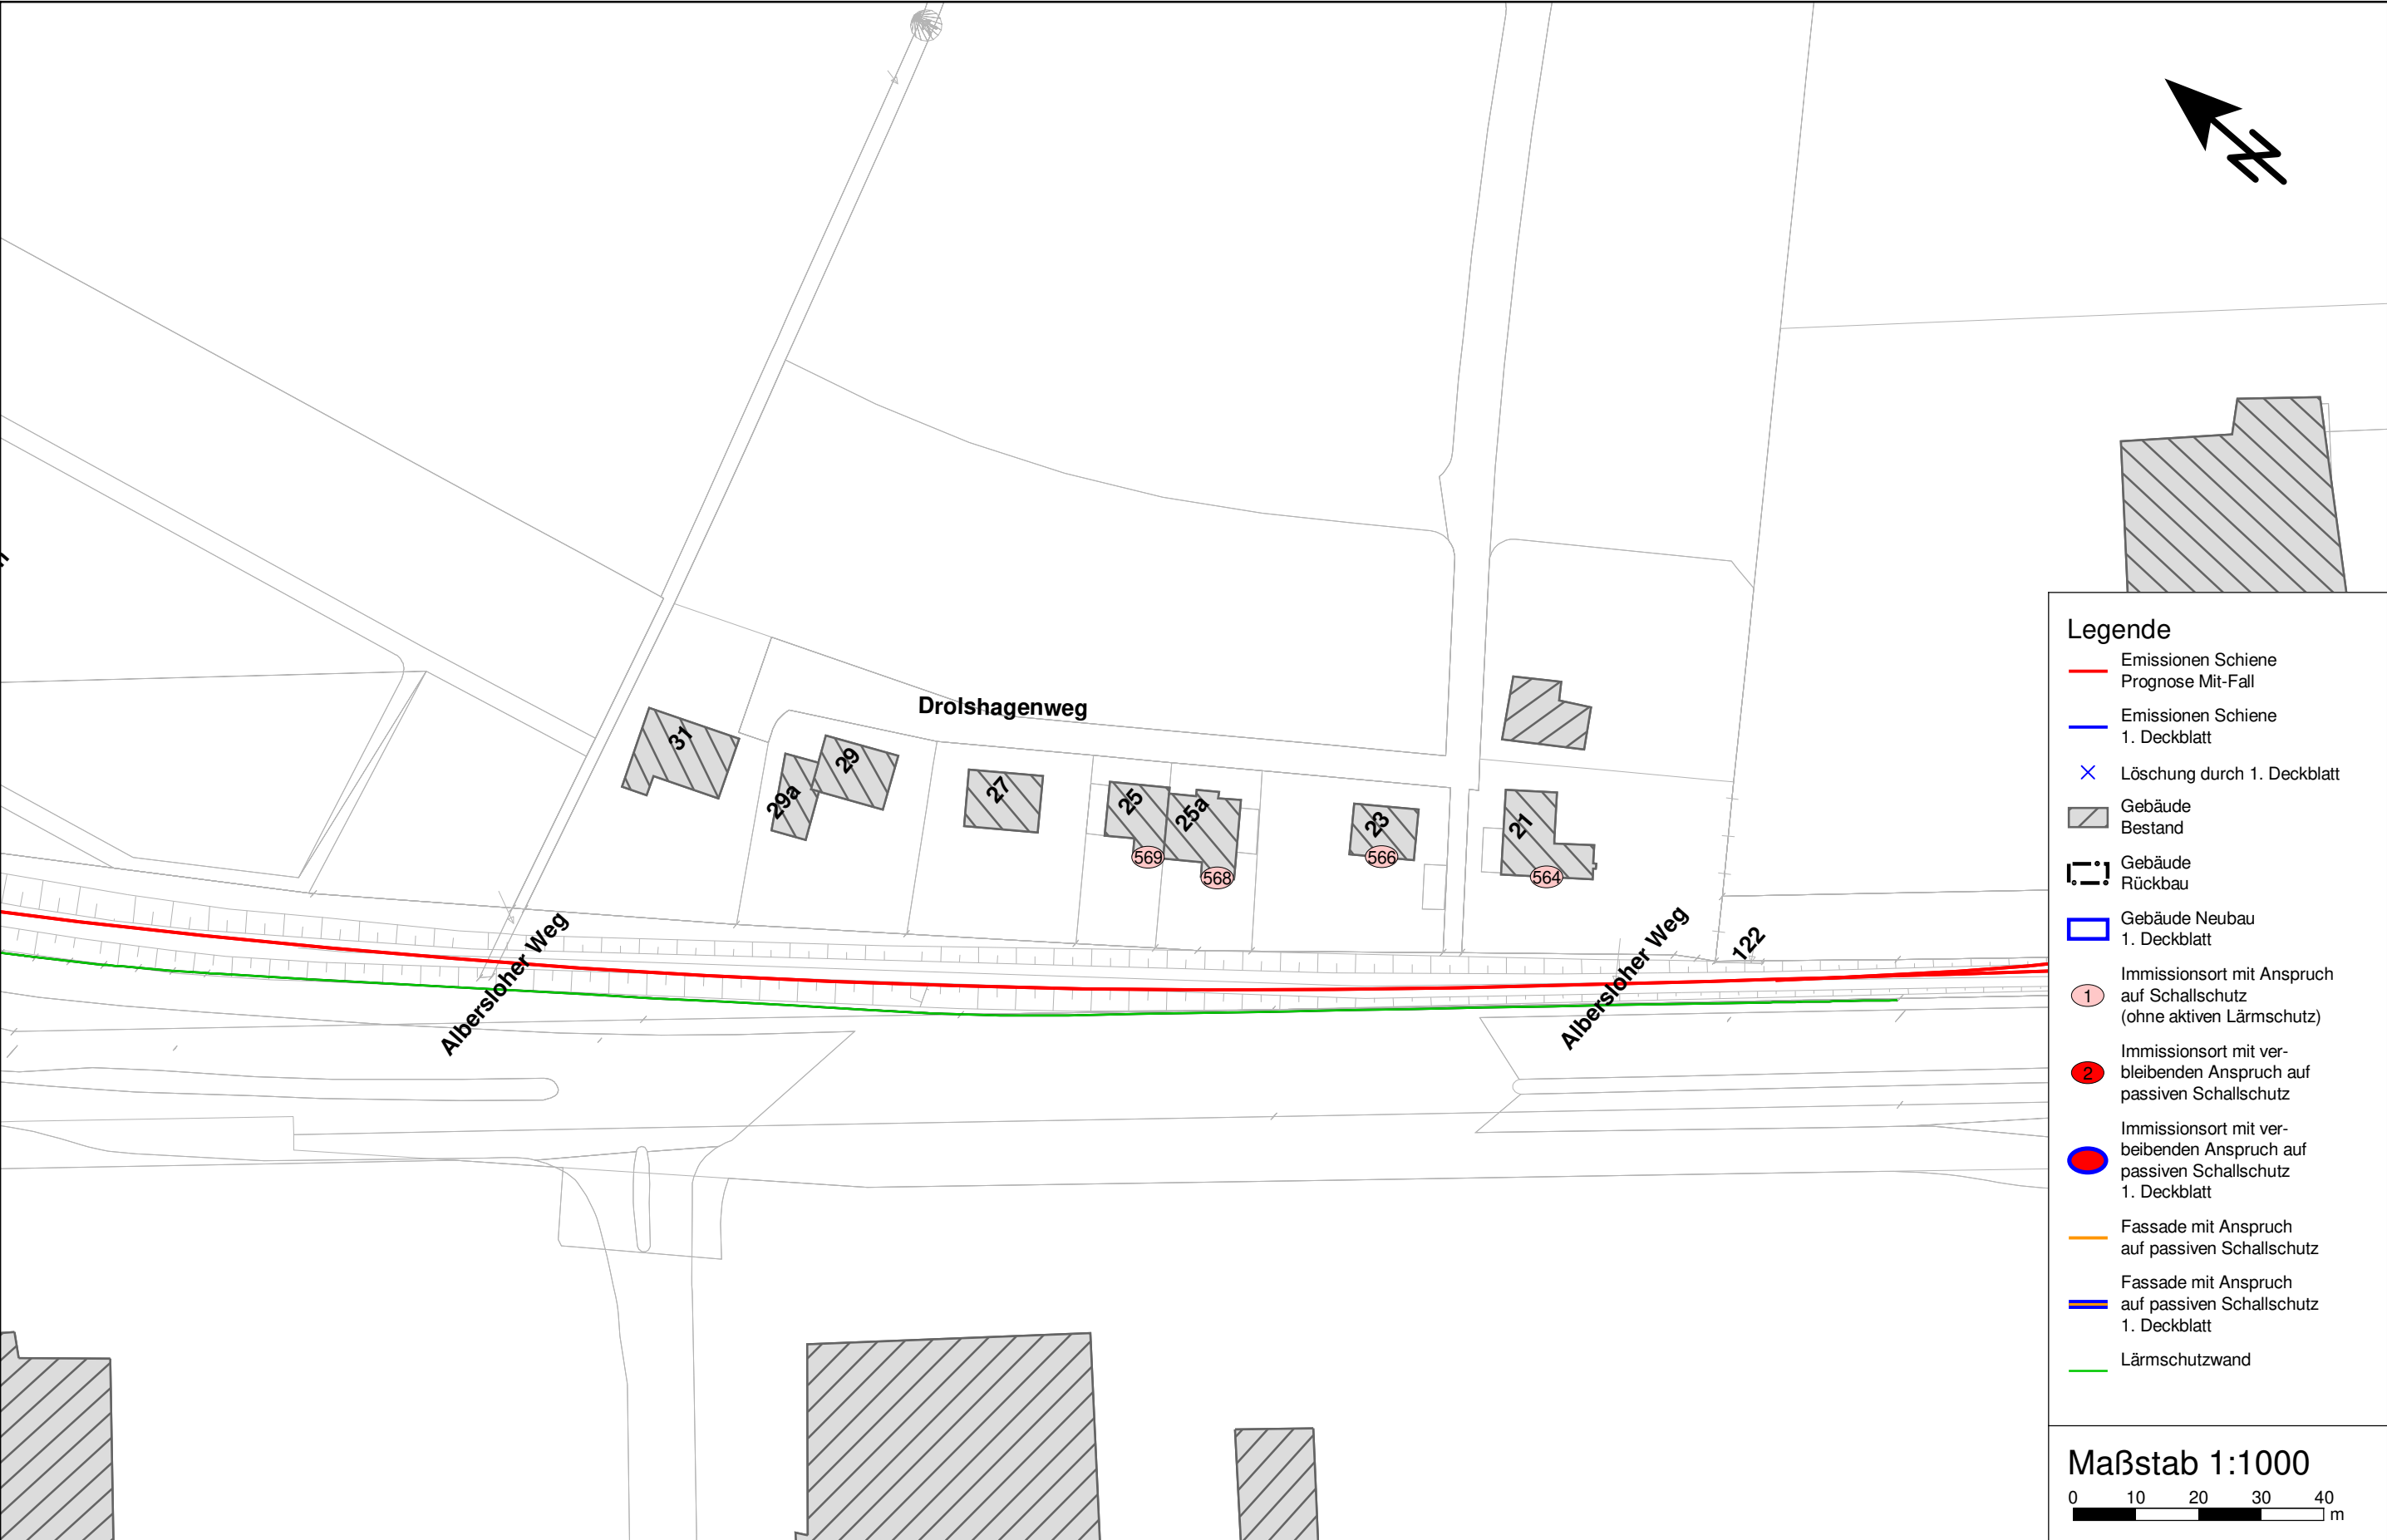 Drolshagenweg
31
29
29a
27
25
25a
23
21
569
568
566
564
Albersloher Weg
Albersloher Weg
122
Legende
Emissionen Schiene
Prognose Mit-Fall
Emissionen Schiene
1. Deckblatt
Löschung durch 1. Deckblatt
Gebäude
Bestand
Gebäude
Rückbau
Gebäude Neubau
1. Deckblatt
1
Immissionsort mit Anspruch
auf Schallschutz
(ohne aktiven Lärmschutz)
2
Immissionsort mit ver-
bleibenden Anspruch auf
passiven Schallschutz
Immissionsort mit ver-
beibenden Anspruch auf
passiven Schallschutz
1. Deckblatt
Fassade mit Anspruch
auf passiven Schallschutz
Fassade mit Anspruch
auf passiven Schallschutz
1. Deckblatt
Lärmschutzwand
Maßstab 1:1000
0 10 20 30 40
m